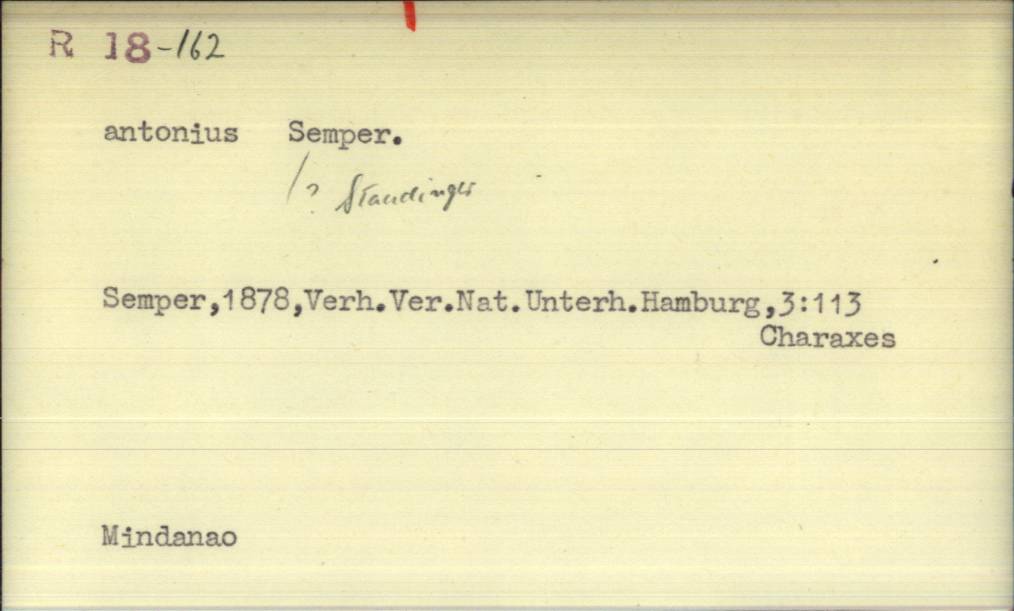 R 18-162
antonius Semper.
/? Staudinger
Semper,1878,Verh.Ver.Nat.Unterh.Hamburg,3:113
Charaxes
Mindanao